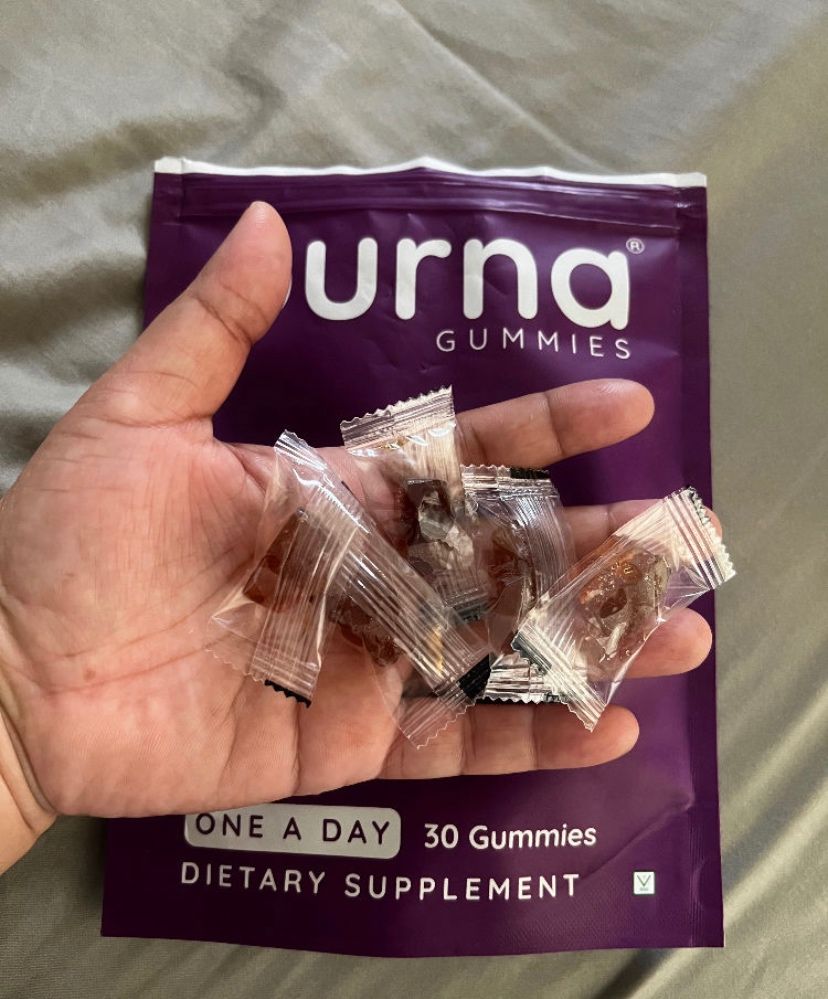 urna®
GUMMIES
ONE A DAY 30 Gummies
DIETARY SUPPLEMENT